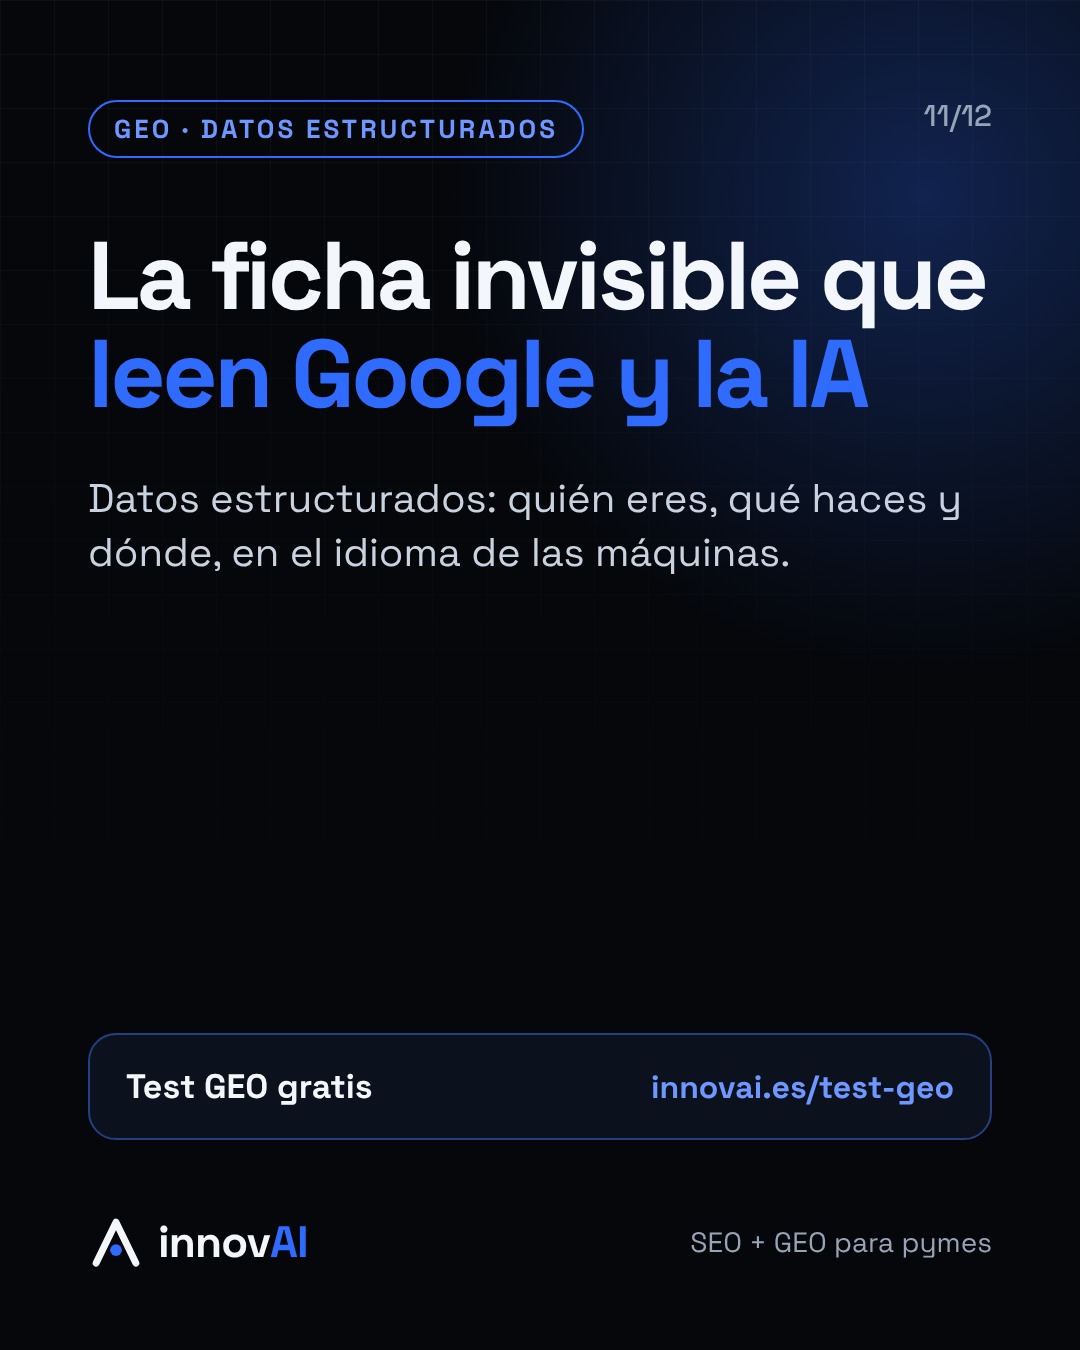 GEO · DATOS ESTRUCTURADOS
11/12
La ficha invisible que
leen Google y la IA
Datos estructurados: quién eres, qué haces y
dónde, en el idioma de las máquinas.
Test GEO gratis
innovai.es/test-geo
innovAI
SEO + GEO para pymes